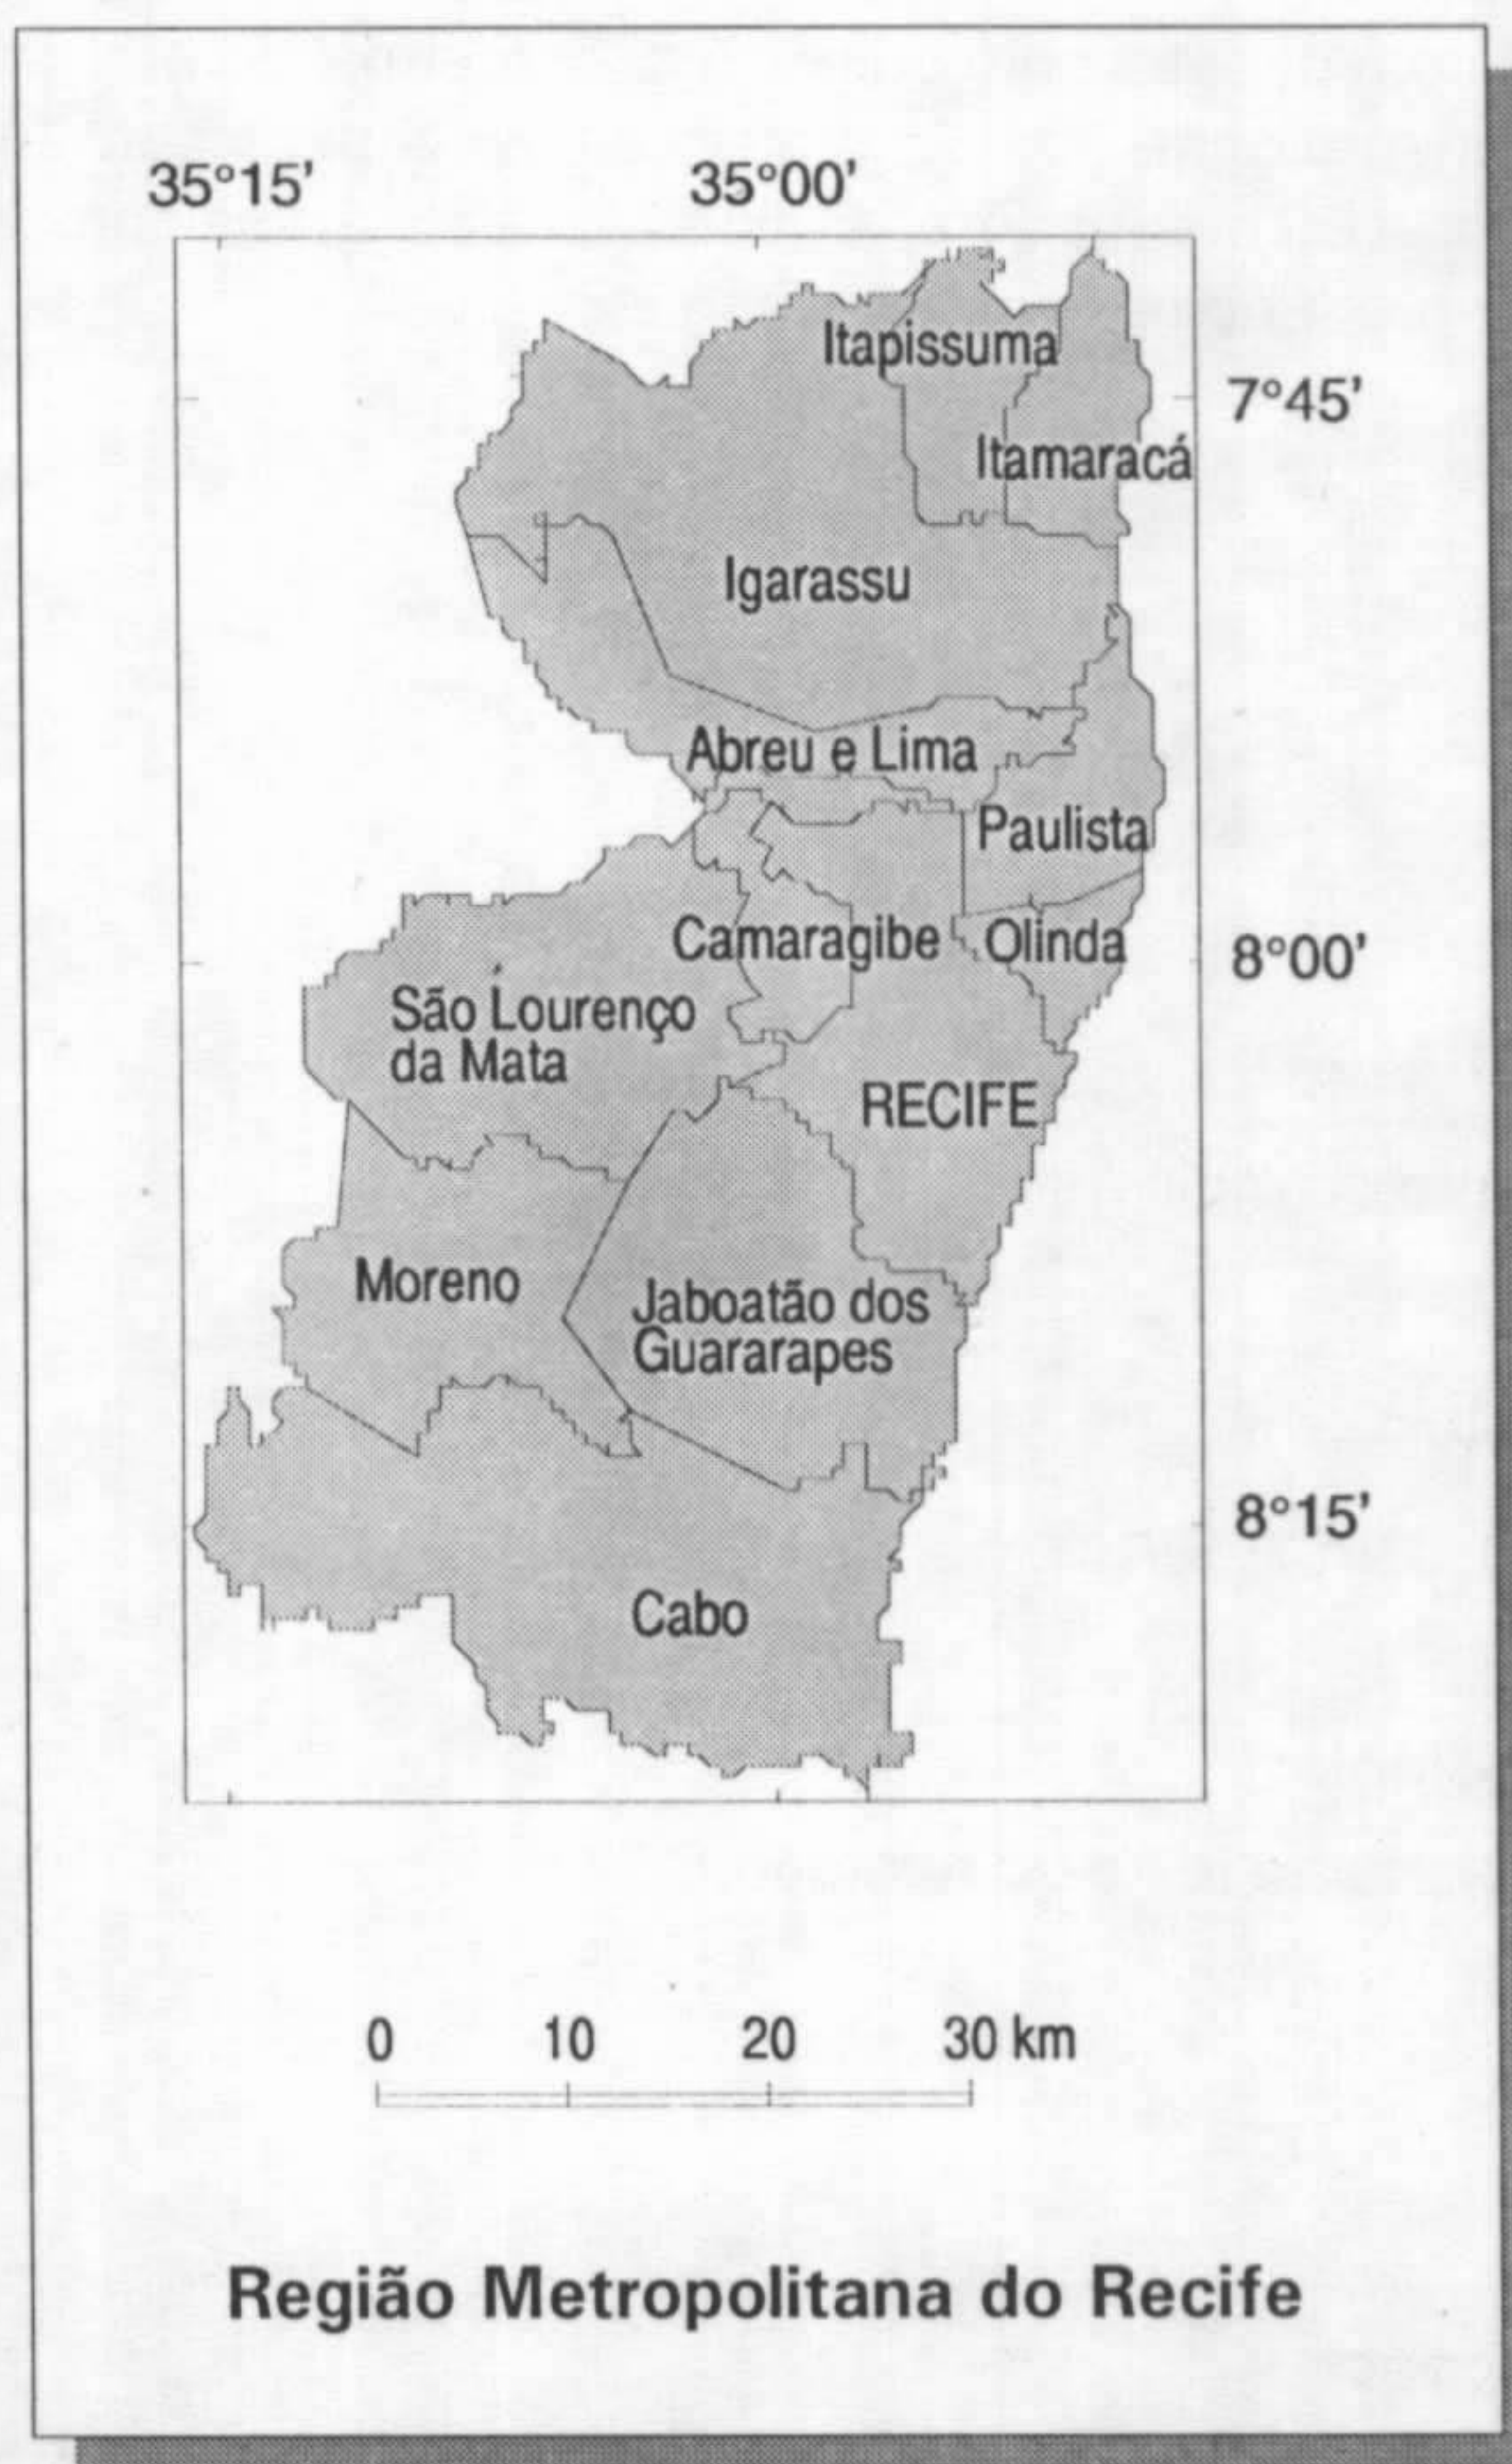 35°15' 35°00'
Itapissuma
7°45'
Itamaracá
Igarassu
Abreu e Lima
Paulista
Camaragibe Olinda
8°00'
São Lourenço
da Mata
RECIFE
Moreno
Jaboatão dos
Guararapes
8°15'
Cabo
0 10 20 30 km
Região Metropolitana do Recife